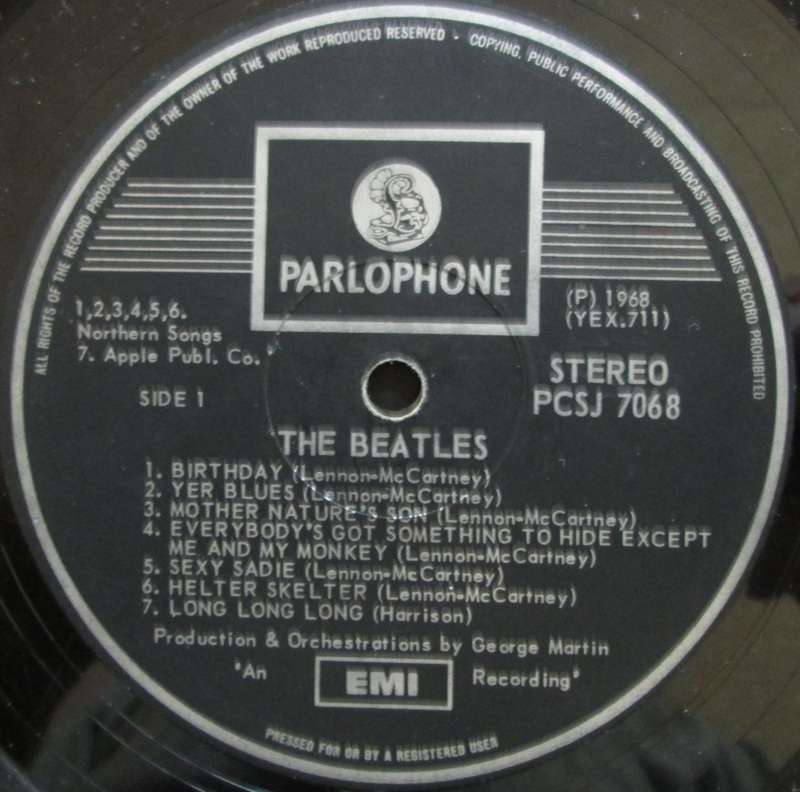 ALL RIGHTS OF THE RECORD PRODUCER AND OF THE OWNER OF THE WORK REPRODUCED RESERVED · COPYING, PUBLIC PERFORMANCE AND BROADCASTING OF THIS RECORD PROHIBITED
PARLOPHONE
1,2,3,4,5,6.
Northern Songs
7. Apple Publ. Co.
SIDE 1
(P) 1968
(YEX.711)
STEREO
PCSJ 7068
THE BEATLES
1. BIRTHDAY (Lennon-McCartney)
2. YER BLUES (Lennon-McCartney)
3. MOTHER NATURE'S SON (Lennon-McCartney)
4. EVERYBODY'S GOT SOMETHING TO HIDE EXCEPT
ME AND MY MONKEY (Lennon-McCartney)
5. SEXY SADIE (Lennon-McCartney)
6. HELTER SKELTER (Lennon-McCartney)
7. LONG LONG LONG (Harrison)
Production & Orchestrations by George Martin
"An EMI Recording"
PRESSED FOR OR BY A REGISTERED USER